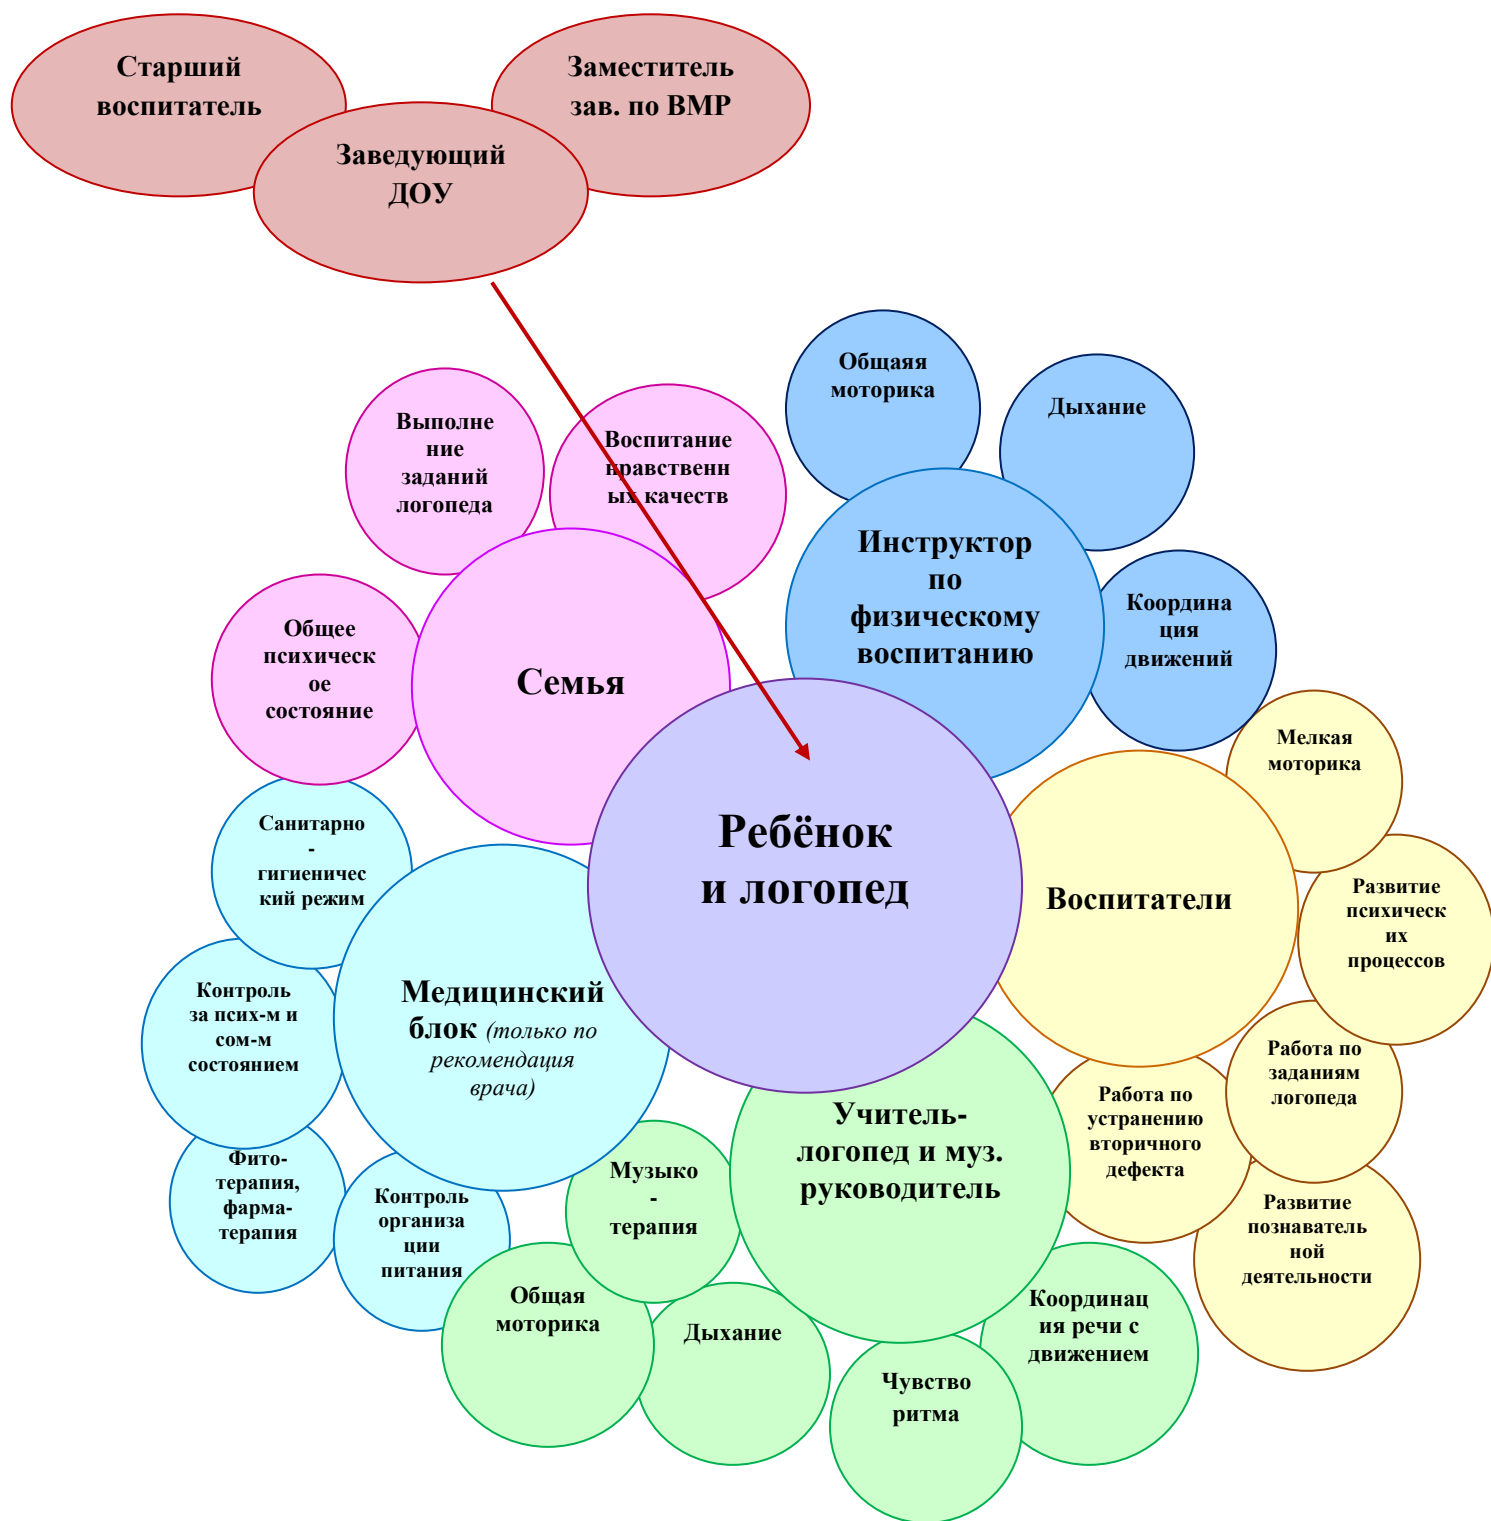 Старший
воспитатель
Заместитель
зав. по ВМР
Заведующий
ДОУ
Общаяя
моторика
Дыхание
Выполне
ние
заданий
логопеда
Воспитание
нравственн
ых качеств
Инструктор
по
физическому
воспитанию
Координа
ция
движений
Общее
психическ
ое
состояние
Семья
Мелкая
моторика
Санитарно
-
гигиеничес
кий режим
Ребёнок
и логопед
Воспитатели
Развитие
психическ
их
процессов
Контроль
за псих-м и
сом-м
состоянием
Медицинский
блок (только по
рекомендация
врача)
Работа по
заданиям
логопеда
Работа по
устранению
вторичного
дефекта
Учитель-
логопед и муз.
руководитель
Фито-
терапия,
фарма-
терапия
Контроль
организа
ции
питания
Музыко
-
терапия
Развитие
познаватель
ной
деятельности
Общая
моторика
Дыхание
Координац
ия речи с
движением
Чувство
ритма